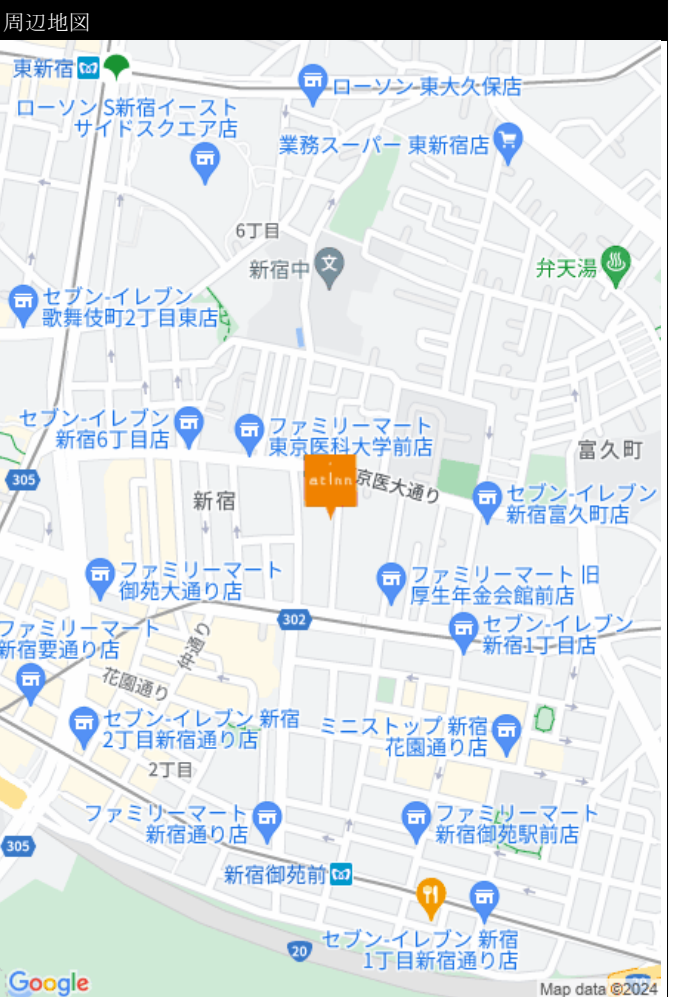 周辺地図
東新宿
ローソン 東大久保店
ローソン S新宿イースト
サイドスクエア店
業務スーパー 東新宿店
6丁目
新宿中
文
弁天湯
セブン-イレブン
歌舞伎町2丁目東店
セブン-イレブン
新宿6丁目店
ファミリーマート
東京医科大学前店
富久町
305
at Inn
京医大通り
新宿
セブン-イレブン
新宿富久町店
ファミリーマート
御苑大通り店
ファミリーマート 旧
厚生年金会館前店
302
ファミリーマート
新宿要通り店
仲通り
セブン-イレブン
新宿1丁目店
花園通り
セブン-イレブン 新宿
2丁目新宿通り店
ミニストップ 新宿
花園通り店
2丁目
ファミリーマート
新宿通り店
ファミリーマート
新宿御苑駅前店
305
新宿御苑前
20
セブン-イレブン 新宿
1丁目新宿通り店
Google
Map data ©2024